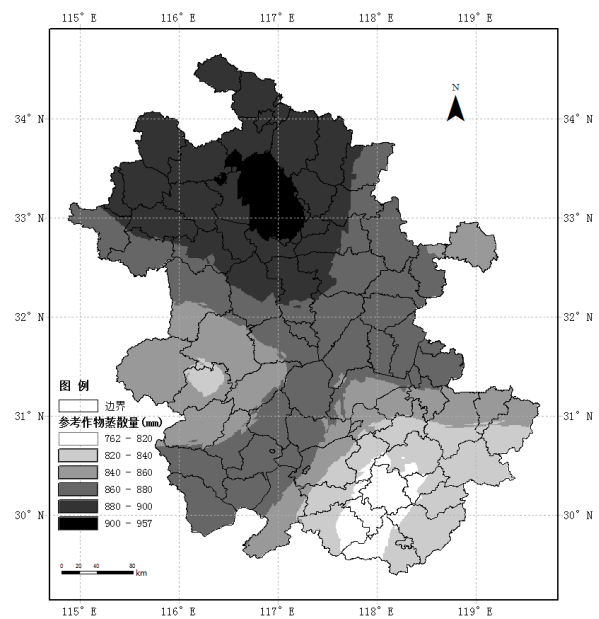 115° E 116° E 117° E 118° E 119° E
N
34° N 34° N
33° N 33° N
32° N 32° N
31° N 31° N
30° N 30° N
图 例
边界
参考作物蒸散量(mm)
762 - 820
820 - 840
840 - 860
860 - 880
880 - 900
900 - 957
0 20 40 80
km
115° E 116° E 117° E 118° E 119° E